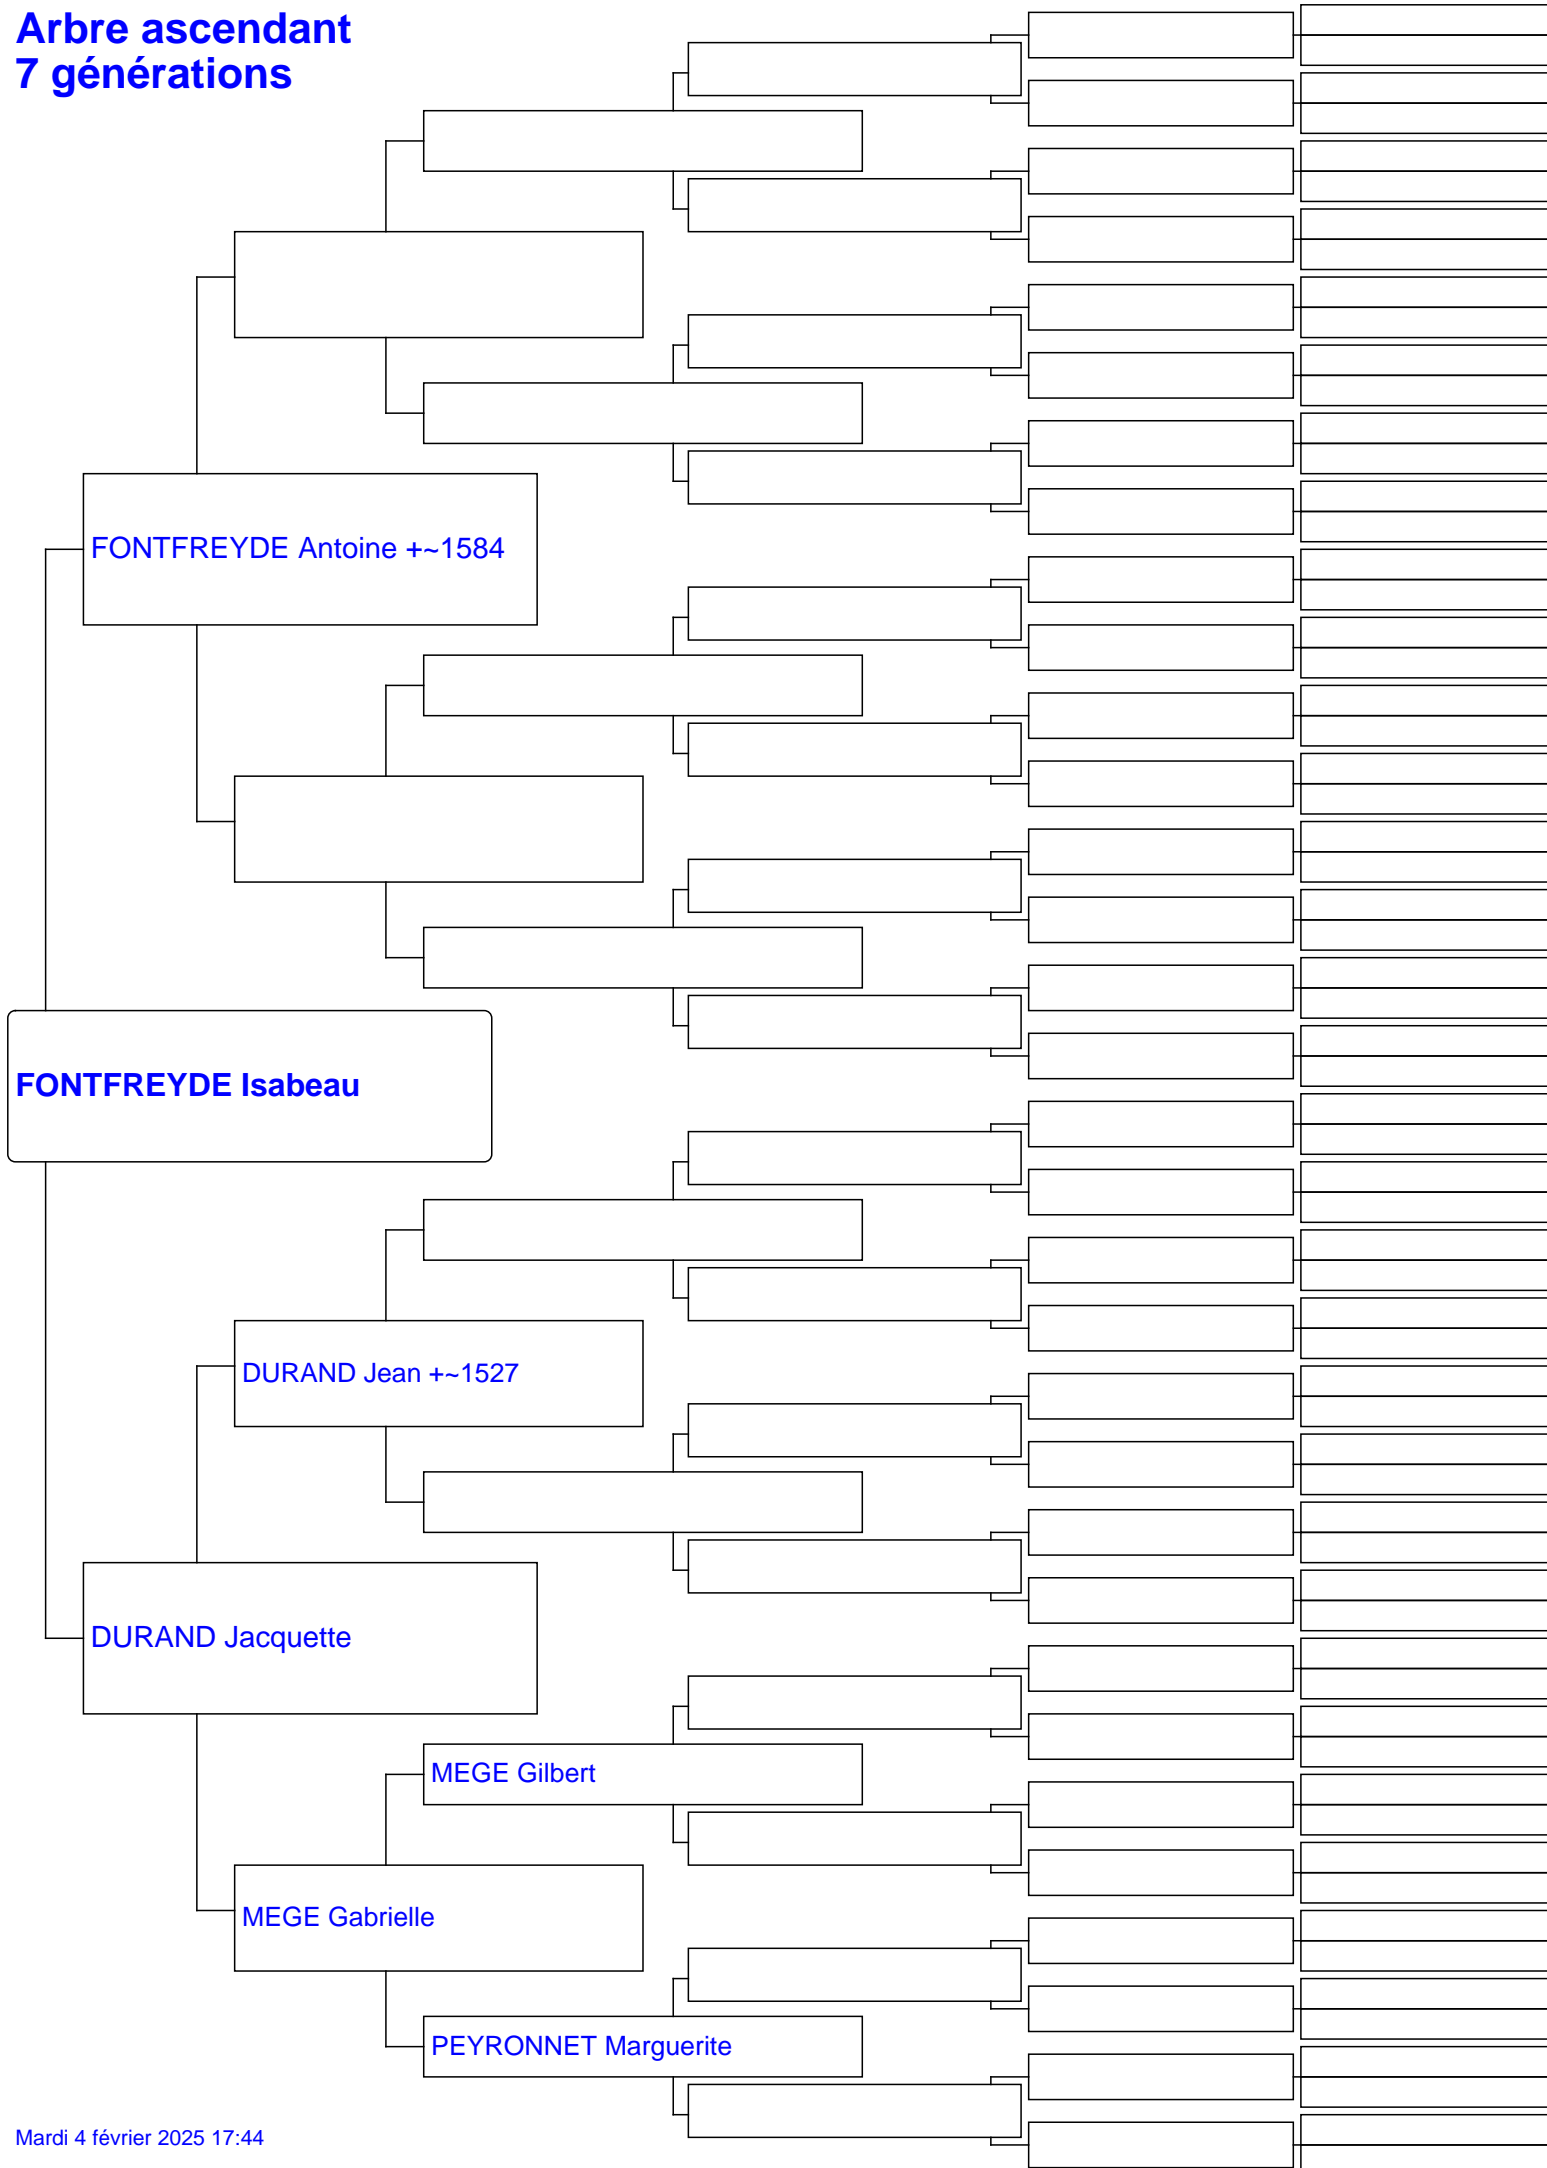 Arbre ascendant
7 générations
FONTFREYDE Antoine +~1584
FONTFREYDE Isabeau
DURAND Jean +~1527
DURAND Jacquette
MEGE Gilbert
MEGE Gabrielle
PEYRONNET Marguerite
Mardi 4 février 2025 17:44